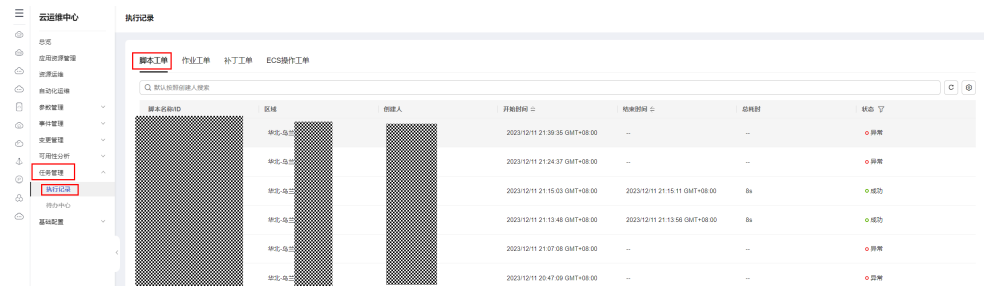 云运维中心
执行记录
总览
应用资源管理
资源运维
自动化运维
参数管理
事件管理
变更管理
可用性分析
任务管理
执行记录
待办中心
基础配置
脚本工单 作业工单 补丁工单 ECS操作工单
默认按照创建人搜索
脚本名称/ID 区域 创建人 开始时间 结束时间 总耗时 状态
华北-乌兰 2023/12/11 21:39:35 GMT+08:00 -- -- 异常
华北-乌兰 2023/12/11 21:24:37 GMT+08:00 -- -- 异常
华北-乌兰 2023/12/11 21:15:03 GMT+08:00 2023/12/11 21:15:11 GMT+08:00 8s 成功
华北-乌兰 2023/12/11 21:13:48 GMT+08:00 2023/12/11 21:13:56 GMT+08:00 8s 成功
华北-乌兰 2023/12/11 21:07:08 GMT+08:00 -- -- 异常
华北-乌兰 2023/12/11 20:47:09 GMT+08:00 -- -- 异常